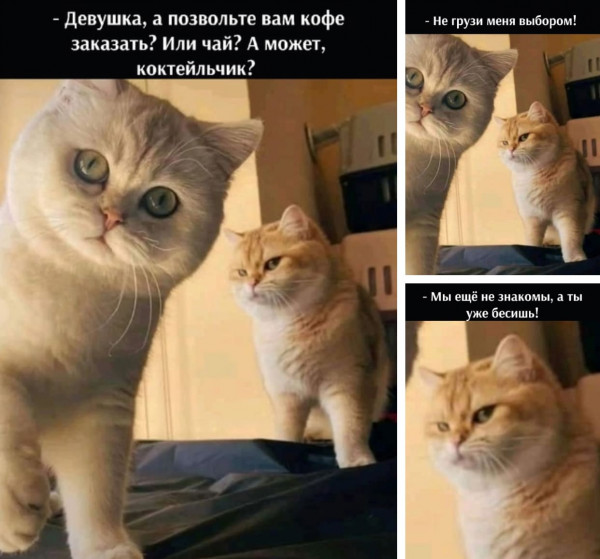 - Девушка, а позвольте вам кофе
заказать? Или чай? А может,
коктейльчик?
- Не грузи меня выбором!
- Мы ещё не знакомы, а ты
уже бесишь!